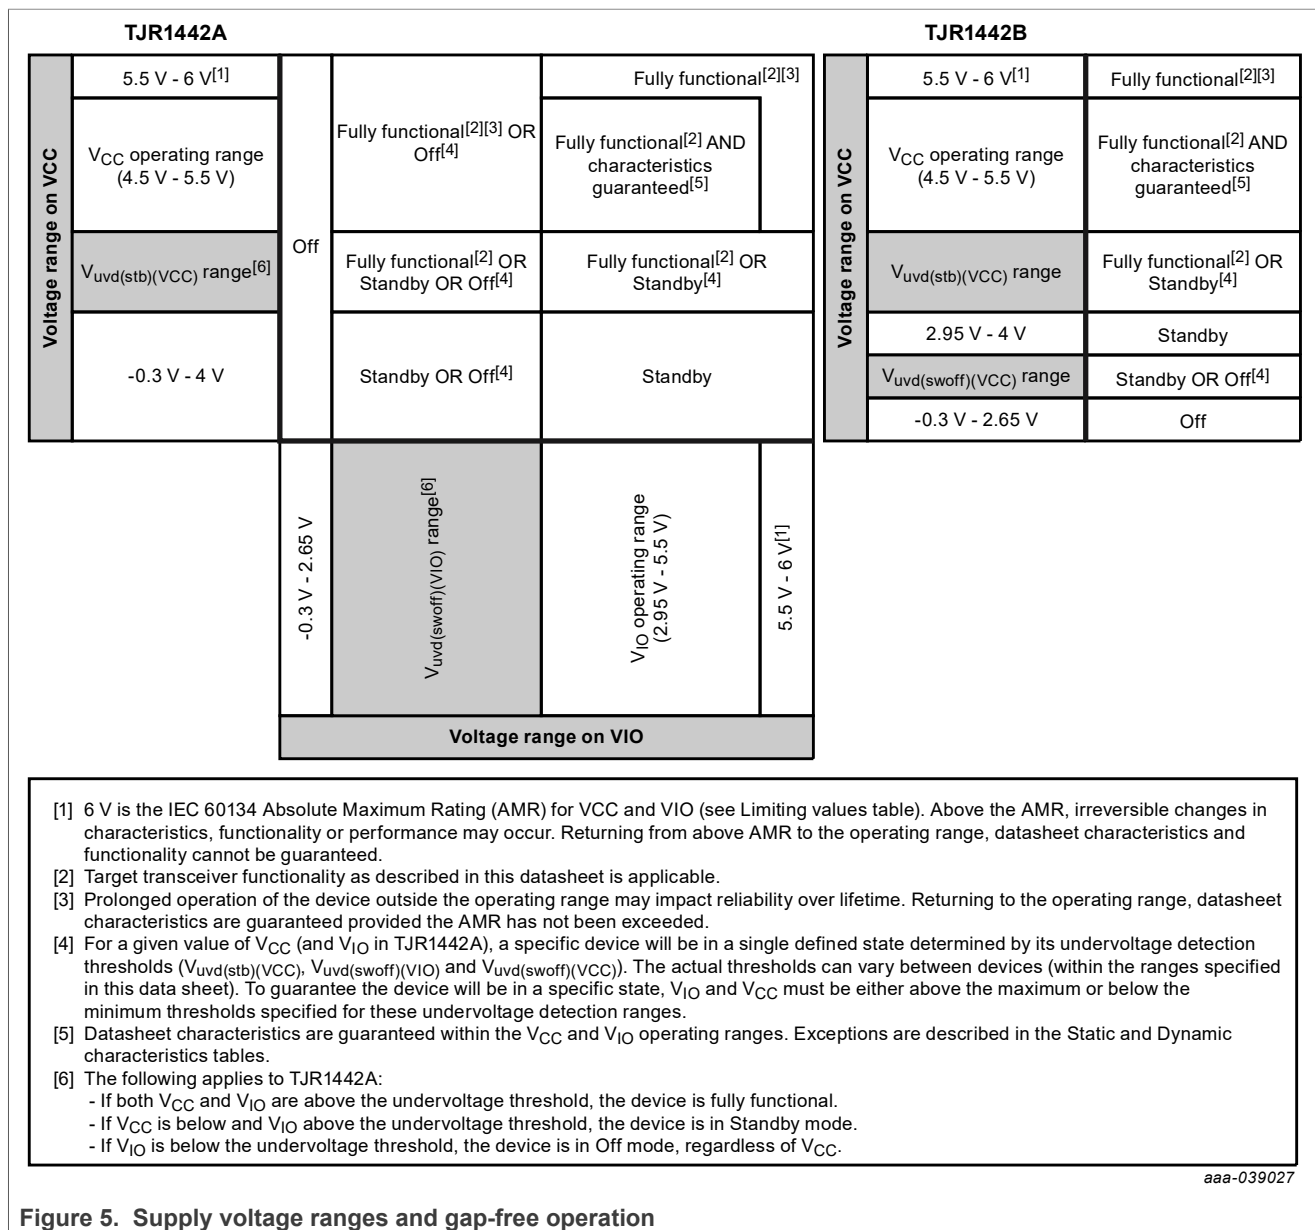 TJR1442A
TJR1442B
Voltage range on VCC
5.5 V - 6 V[1]
VCC operating range
(4.5 V - 5.5 V)
Vuvd(stb)(VCC) range[6]
-0.3 V - 4 V
Off
Fully functional[2][3] OR
Off[4]
Fully functional[2] OR
Standby OR Off[4]
Standby OR Off[4]
Fully functional[2][3]
Fully functional[2] AND
characteristics
guaranteed[5]
Fully functional[2] OR
Standby[4]
Standby
-0.3 V - 2.65 V
Vuvd(swoff)(VIO) range[6]
VIO operating range
(2.95 V - 5.5 V)
5.5 V - 6 V[1]
Voltage range on VIO
Voltage range on VCC
5.5 V - 6 V[1]
Fully functional[2][3]
VCC operating range
(4.5 V - 5.5 V)
Fully functional[2] AND
characteristics
guaranteed[5]
Vuvd(stb)(VCC) range
Fully functional[2] OR
Standby[4]
2.95 V - 4 V
Standby
Vuvd(swoff)(VCC) range
Standby OR Off[4]
-0.3 V - 2.65 V
Off
[1] 6 V is the IEC 60134 Absolute Maximum Rating (AMR) for VCC and VIO (see Limiting values table). Above the AMR, irreversible changes in
characteristics, functionality or performance may occur. Returning from above AMR to the operating range, datasheet characteristics and
functionality cannot be guaranteed.
[2] Target transceiver functionality as described in this datasheet is applicable.
[3] Prolonged operation of the device outside the operating range may impact reliability over lifetime. Returning to the operating range, datasheet
characteristics are guaranteed provided the AMR has not been exceeded.
[4] For a given value of VCC (and VIO in TJR1442A), a specific device will be in a single defined state determined by its undervoltage detection
thresholds (Vuvd(stb)(VCC), Vuvd(swoff)(VIO) and Vuvd(swoff)(VCC)). The actual thresholds can vary between devices (within the ranges specified
in this data sheet). To guarantee the device will be in a specific state, VIO and VCC must be either above the maximum or below the
minimum thresholds specified for these undervoltage detection ranges.
[5] Datasheet characteristics are guaranteed within the VCC and VIO operating ranges. Exceptions are described in the Static and Dynamic
characteristics tables.
[6] The following applies to TJR1442A:
- If both VCC and VIO are above the undervoltage threshold, the device is fully functional.
- If VCC is below and VIO above the undervoltage threshold, the device is in Standby mode.
- If VIO is below the undervoltage threshold, the device is in Off mode, regardless of VCC.
aaa-039027
Figure 5. Supply voltage ranges and gap-free operation